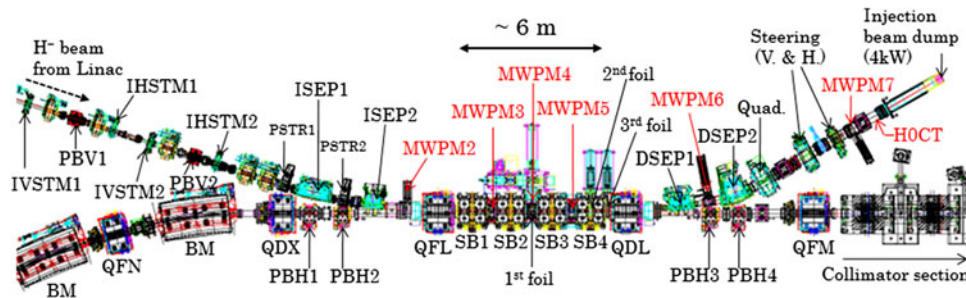 ~ 6 m
H⁻ beam
from Linac
IHSTM1
ISEP1
MWPM4
2nd foil
Steering
(V. & H.)
Injection
beam dump
(4kW)
IHSTM2
PSTR1
PSTR2
ISEP2
MWPM3
MWPM5
3rd foil
MWPM6
Quad.
MWPM7
H0CT
IVSTM1
PBV1
IVSTM2
PBV2
MWPM2
DSEP1
DSEP2
QFN
BM
BM
QDX
PBH1
PBH2
QFL
SB1
SB2
SB3
SB4
QDL
1st foil
PBH3
PBH4
QFM
Collimator section